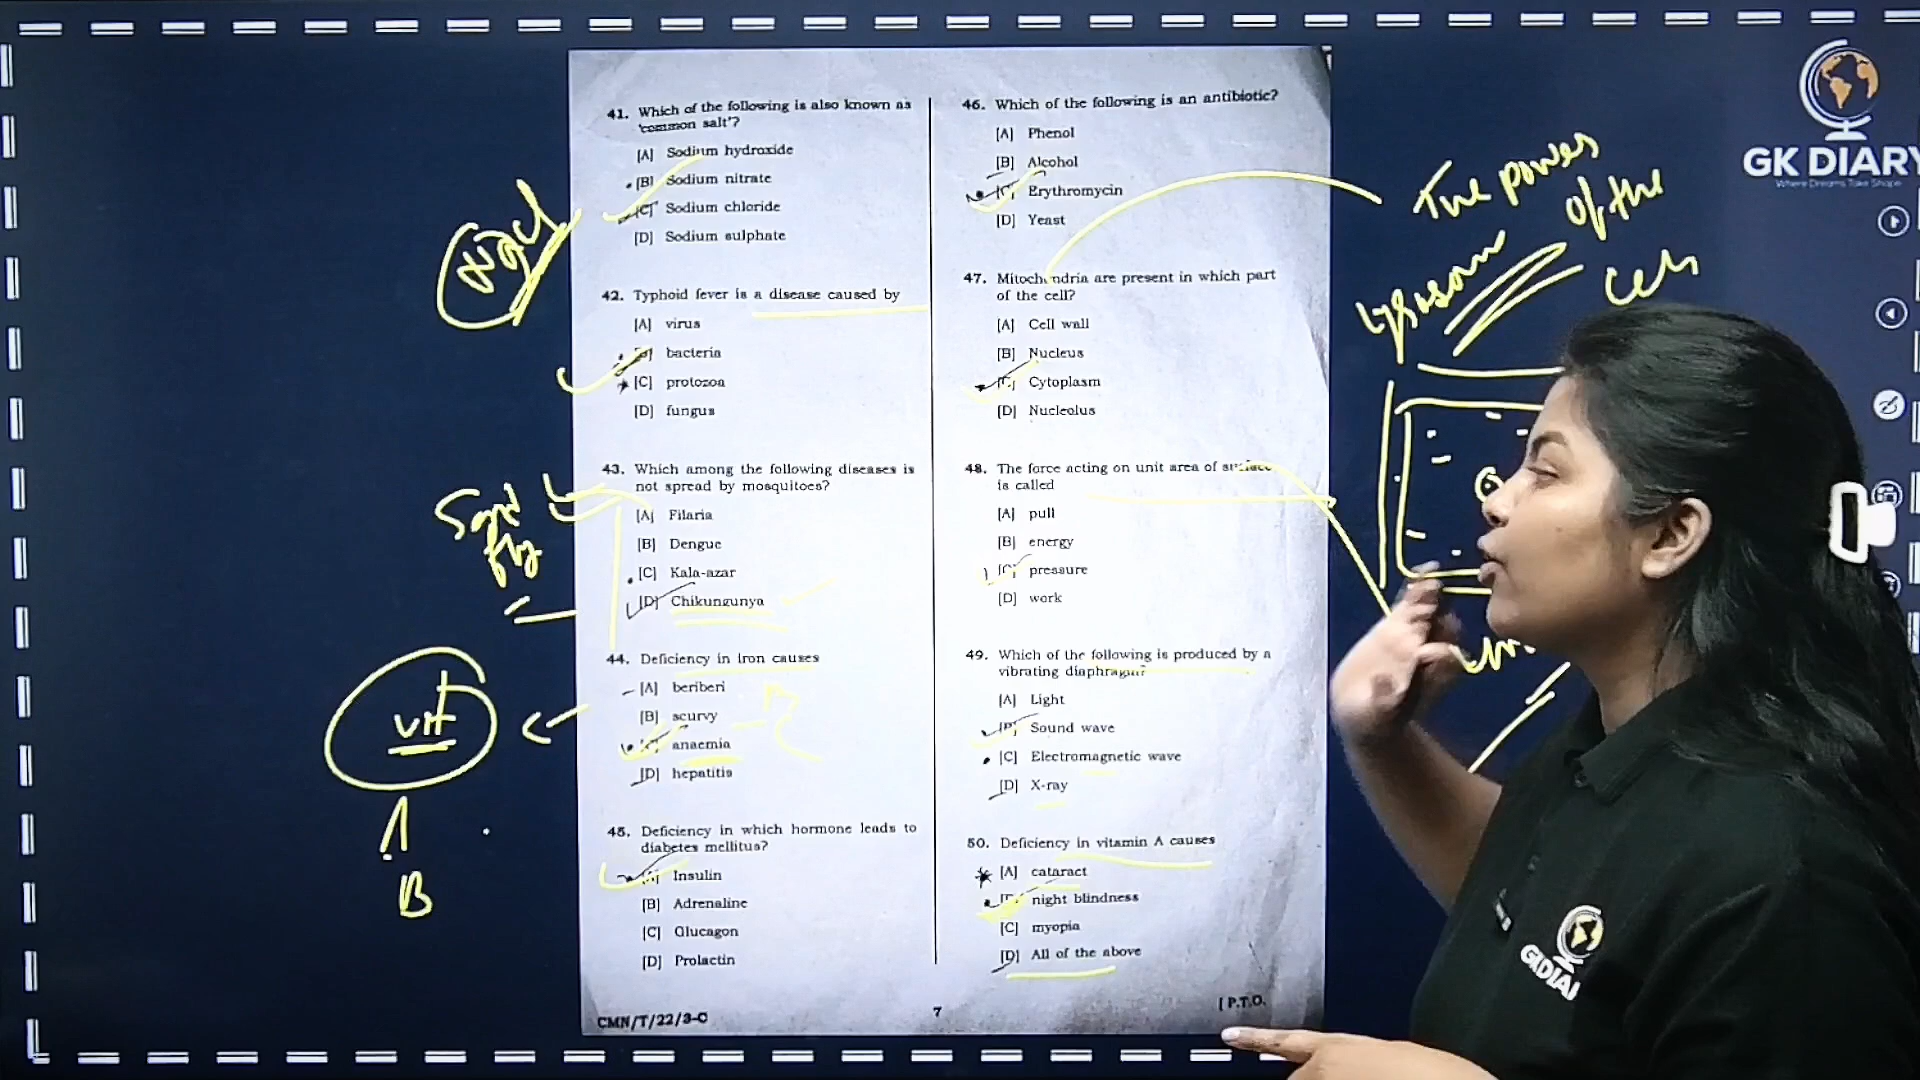 41. Which of the following is also known as
'common salt'?
[A] Sodium hydroxide
[B] Sodium nitrate
[C] Sodium chloride
[D] Sodium sulphate
42. Typhoid fever is a disease caused by
[A] virus
[B] bacteria
[C] protozoa
[D] fungus
43. Which among the following diseases is
not spread by mosquitoes?
[A] Filaria
[B] Dengue
[C] Kala-azar
[D] Chikungunya
44. Deficiency in iron causes
[A] beriberi
[B] scurvy
[C] anaemia
[D] hepatitis
45. Deficiency in which hormone leads to
diabetes mellitus?
[A] Insulin
[B] Adrenaline
[C] Glucagon
[D] Prolactin
CMN/T/22/3-C
46. Which of the following is an antibiotic?
[A] Phenol
[B] Alcohol
[C] Erythromycin
[D] Yeast
47. Mitochondria are present in which part
of the cell?
[A] Cell wall
[B] Nucleus
[C] Cytoplasm
[D] Nucleolus
48. The force acting on unit area of surface
is called
[A] pull
[B] energy
[C] pressure
[D] work
49. Which of the following is produced by a
vibrating diaphragm?
[A] Light
[B] Sound wave
[C] Electromagnetic wave
[D] X-ray
50. Deficiency in vitamin A causes
[A] cataract
[B] night blindness
[C] myopia
[D] All of the above
7
[ P.T.O.
NaCl
Sand
fly
vit
B
The power
of the
GK DIARY
Where Dreams Take Shape
GKDIAR